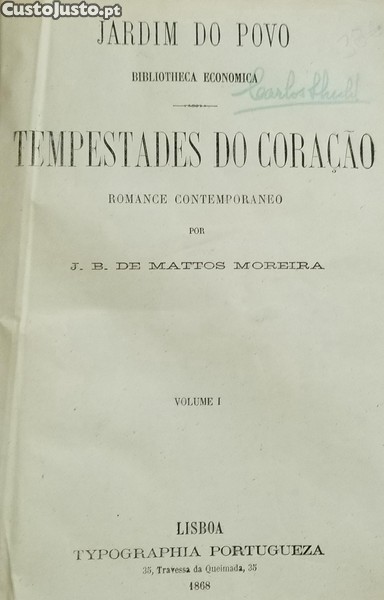 CustoJusto.pt
JARDIM DO POVO
BIBLIOTHECA ECONOMICA
TEMPESTADES DO CORAÇÃO
ROMANCE CONTEMPORANEO
POR
J. B. DE MATTOS MOREIRA
VOLUME I
LISBOA
TYPOGRAPHIA PORTUGUEZA
35, Travessa da Queimada, 35
1868